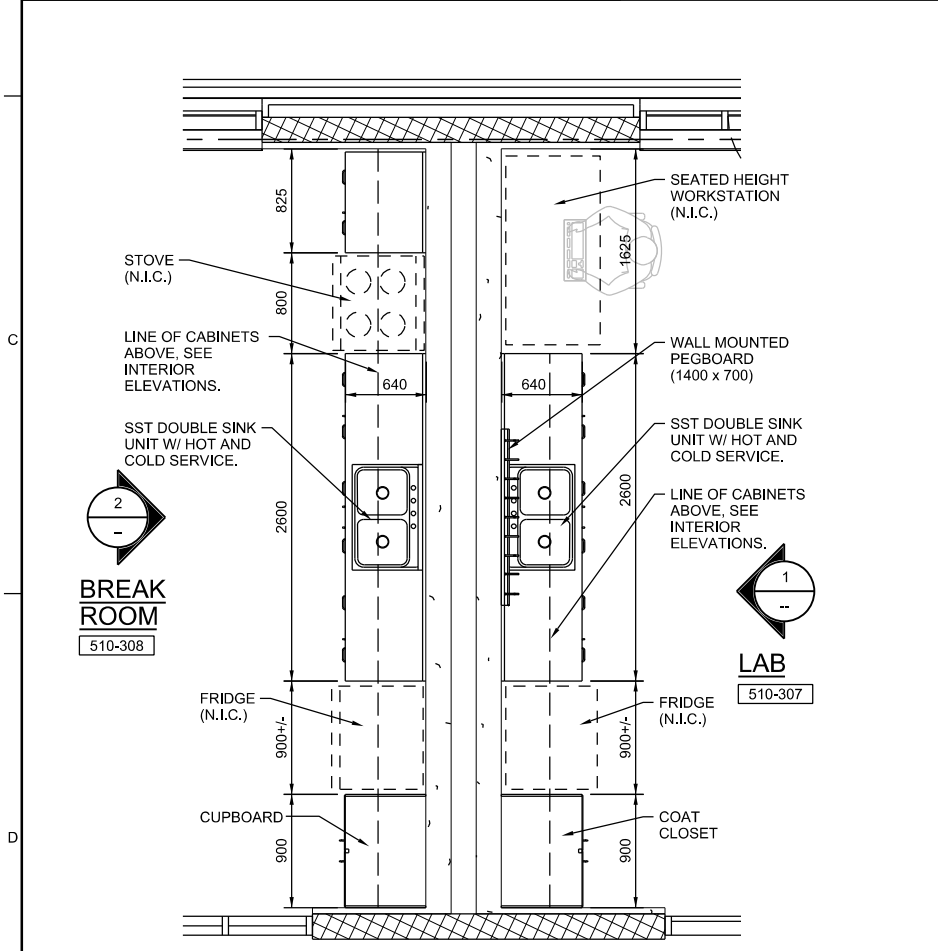 825
SEATED HEIGHT
WORKSTATION
(N.I.C.)
1625
STOVE
(N.I.C.)
800
C
LINE OF CABINETS
ABOVE, SEE
INTERIOR
ELEVATIONS.
WALL MOUNTED
PEGBOARD
(1400 x 700)
640
640
SST DOUBLE SINK
UNIT W/ HOT AND
COLD SERVICE.
SST DOUBLE SINK
UNIT W/ HOT AND
COLD SERVICE.
2600
2600
LINE OF CABINETS
ABOVE, SEE
INTERIOR
ELEVATIONS.
2
-
BREAK
ROOM
510-308
1
--
LAB
510-307
FRIDGE
(N.I.C.)
900+/-
900+/-
FRIDGE
(N.I.C.)
CUPBOARD
900
900
COAT
CLOSET
D